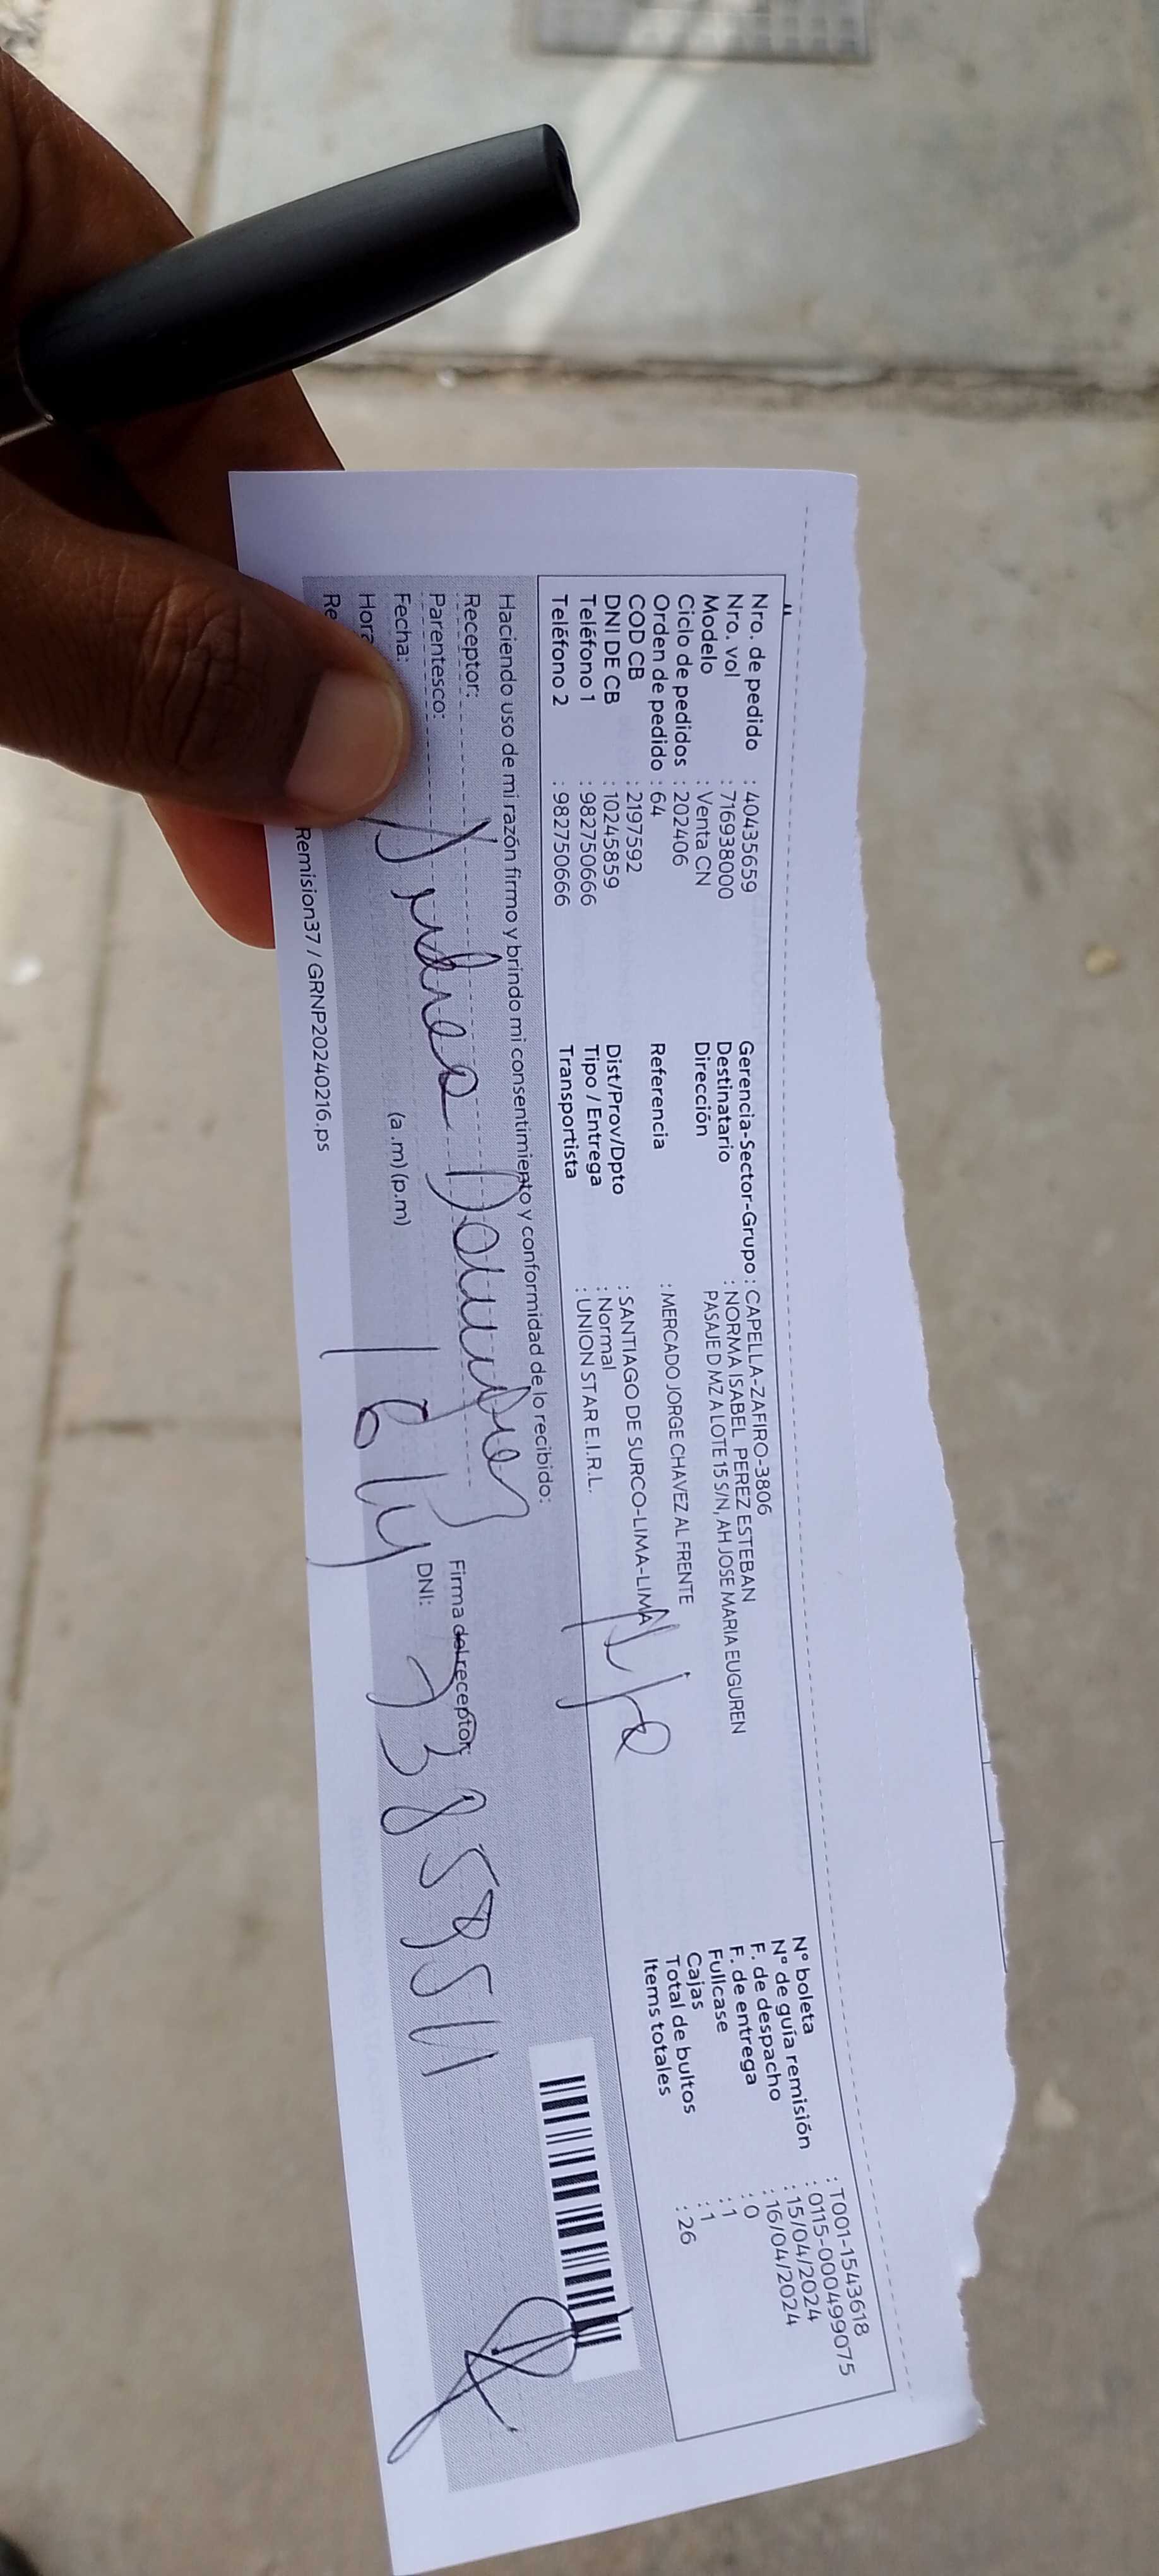 Nro. de pedido : 40435659
Nro. vol : 716938000
Modelo : Venta CN
Ciclo de pedidos : 202406
Orden de pedido : 64
COD CB : 2197592
DNI DE CB : 10245859
Teléfono 1 : 982750666
Teléfono 2 : 982750666
Gerencia-Sector-Grupo : CAPELLA-ZAFIRO-3806
Destinatario : NORMA ISABEL PEREZ ESTEBAN
Dirección PASAJE D MZ A LOTE 15 S/N, AH JOSE MARIA EUGUREN
Referencia : MERCADO JORGE CHAVEZ AL FRENTE
Dist/Prov/Dpto : SANTIAGO DE SURCO-LIMA-LIMA
Tipo / Entrega : Normal
Transportista : UNION STAR E.I.R.L.
N° boleta : T001-1543618
N° de guía remisión : 0115-000499075
F. de despacho : 15/04/2024
F. de entrega : 16/04/2024
Fullcase : 0
Cajas : 1
Total de bultos : 1
Items totales : 26
Haciendo uso de mi razón firmo y brindo mi consentimiento y conformidad de lo recibido:
Receptor:
Parentesco:
Fecha:
Hora (a .m) (p.m)
Re
Remision37 / GRNP20240216.ps
Firma del receptor:
DNI:
Hijo